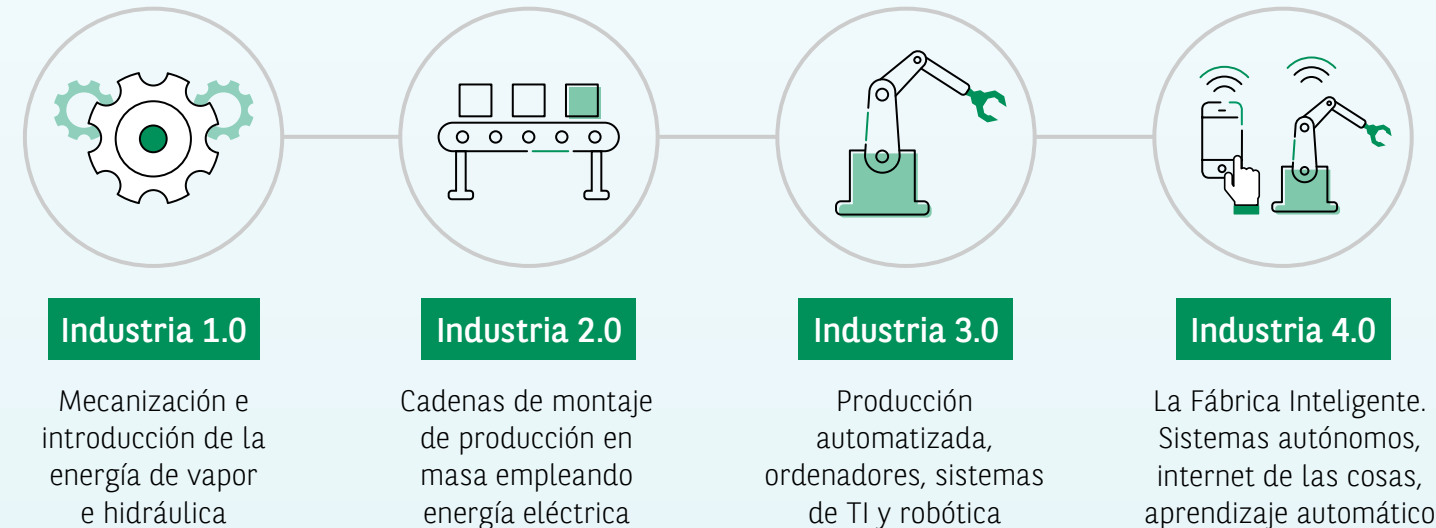 Industria 1.0
Mecanización e
introducción de la
energía de vapor
e hidráulica
Industria 2.0
Cadenas de montaje
de producción en
masa empleando
energía eléctrica
Industria 3.0
Producción
automatizada,
ordenadores, sistemas
de TI y robótica
Industria 4.0
La Fábrica Inteligente.
Sistemas autónomos,
internet de las cosas,
aprendizaje automático